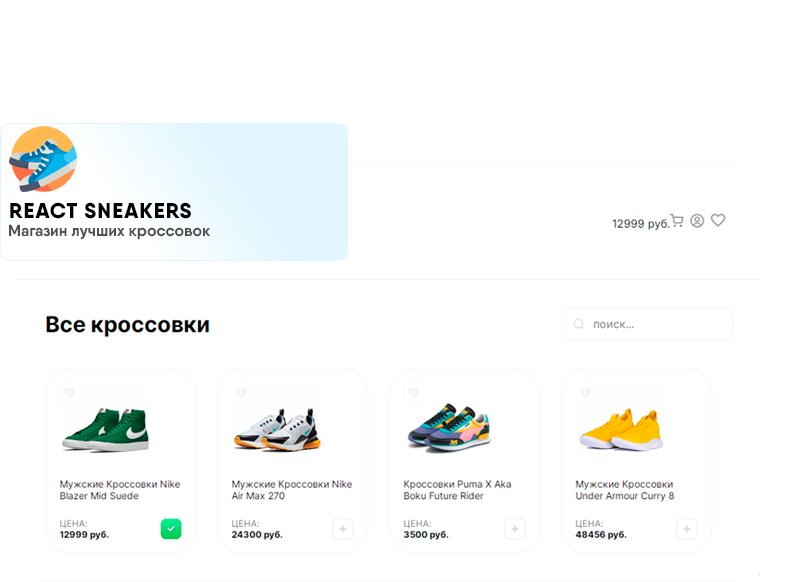 REACT SNEAKERS
Магазин лучших кроссовок
12999 руб.
Все кроссовки
поиск...
Мужские Кроссовки Nike
Blazer Mid Suede
ЦЕНА:
12999 руб.
Мужские Кроссовки Nike
Air Max 270
ЦЕНА:
24300 руб.
Кроссовки Puma X Aka
Boku Future Rider
ЦЕНА:
3500 руб.
Мужские Кроссовки
Under Armour Curry 8
ЦЕНА:
48456 руб.